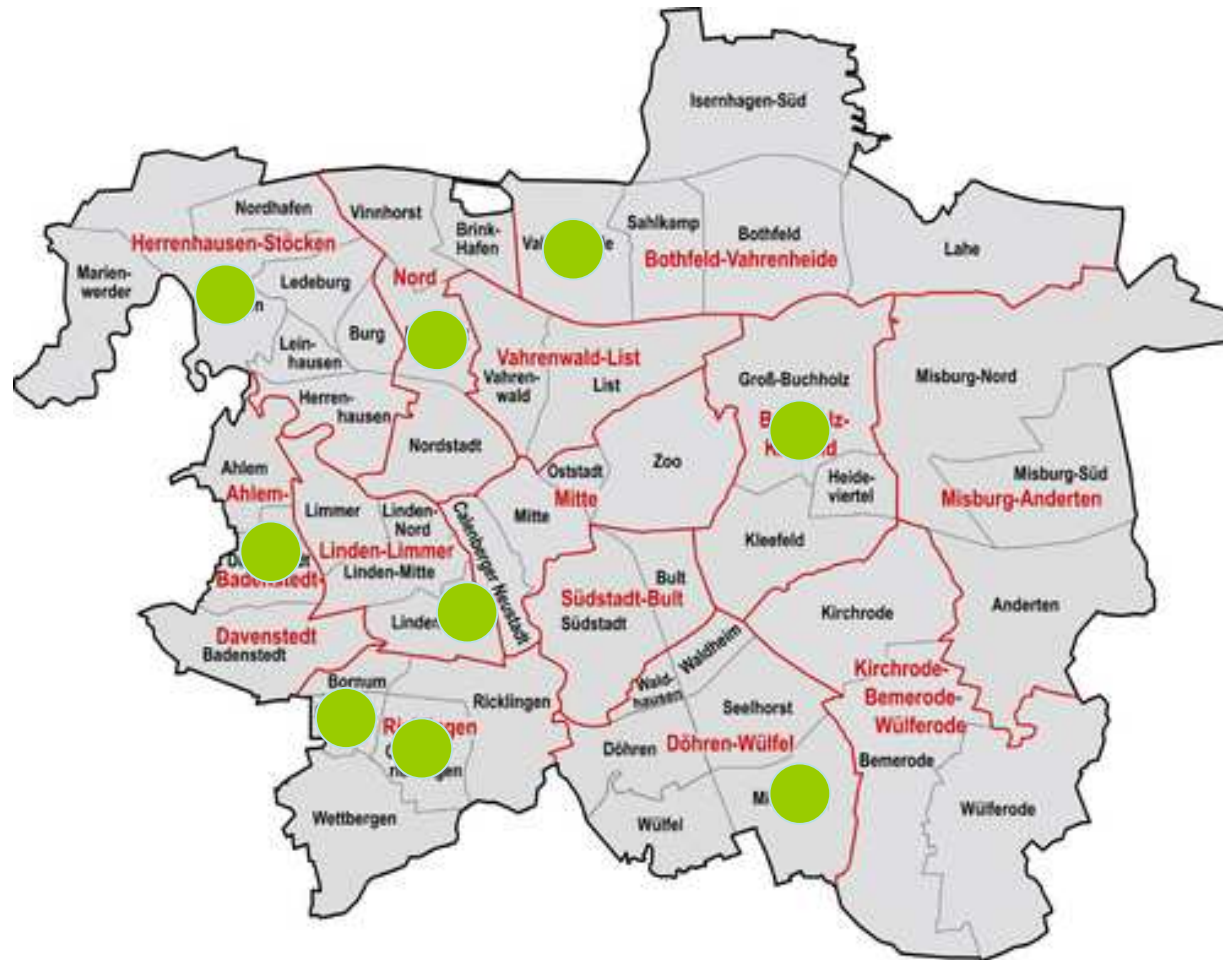 Isernhagen-Süd
Nordhafen
Vinnhorst
Brink-
Hafen
Sahlkamp
Bothfeld
Lahe
Herrenhausen-Stöcken
Bothfeld-Vahrenheide
Marien-
werder
Ledeburg
Nord
Burg
Lein-
hausen
Vahrenwald-List
Vahren-
wald
List
Groß-Buchholz
Misburg-Nord
Herren-
hausen
Nordstadt
Oststadt
Zoo
Heide-
viertel
Misburg-Süd
Misburg-Anderten
Ahlem
Ahlem-
Limmer
Linden-
Nord
Calenberger Neustadt
Mitte
Mitte
Kleefeld
Linden-Limmer
Linden-Mitte
Badenstedt-
Linden
Bult
Südstadt-Bult
Südstadt
Kirchrode
Anderten
Davenstedt
Badenstedt
Waldheim
Wald-
hausen
Bornum
Ricklingen
Seelhorst
Kirchrode-
Bemerode-
Wülferode
Döhren
Döhren-Wülfel
Bemerode
Wettbergen
Wülfel
Wülferode